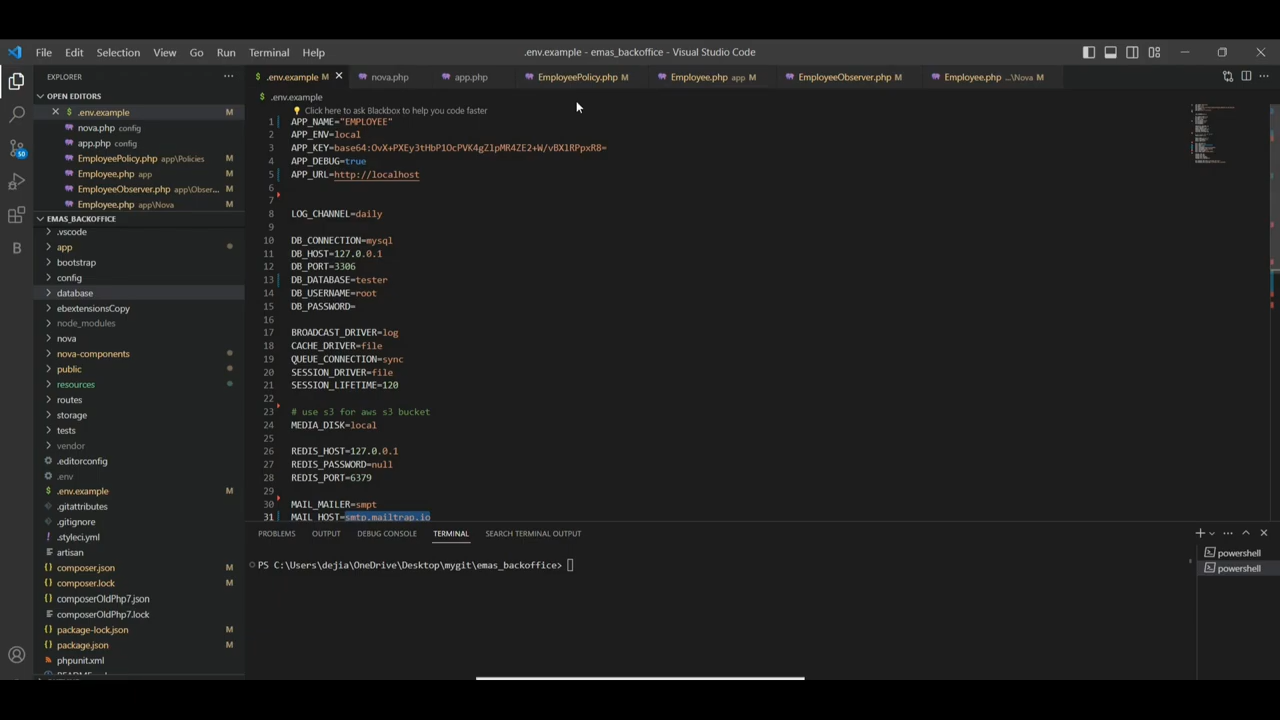 File Edit Selection View Go Run Terminal Help
.env.example - emas_backoffice - Visual Studio Code
EXPLORER ···
.env.example M
nova.php
app.php
EmployeePolicy.php M
Employee.php app M
EmployeeObserver.php M
Employee.php ...\Nova M
OPEN EDITORS
.env.example M
nova.php config
app.php config
EmployeePolicy.php app\Policies M
Employee.php app M
EmployeeObserver.php app\Obser... M
Employee.php app\Nova M
EMAS_BACKOFFICE
.vscode
app
bootstrap
config
database
ebextensionsCopy
node_modules
nova
nova-components
public
resources
routes
storage
tests
vendor
.editorconfig
.env
.env.example M
.gitattributes
.gitignore
.styleci.yml
artisan
composer.json M
composer.lock M
composerOldPhp7.json
composerOldPhp7.lock
package-lock.json M
package.json M
phpunit.xml
50
B
.env.example
Click here to ask Blackbox to help you code faster
1 APP_NAME="EMPLOYEE"
2 APP_ENV=local
3 APP_KEY=base64:OvX+PXEy3tHbP1OcPVK4gZlpMR4ZE2+W/vBX1RPpxR8=
4 APP_DEBUG=true
5 APP_URL=http://localhost
6
7
8 LOG_CHANNEL=daily
9
10 DB_CONNECTION=mysql
11 DB_HOST=127.0.0.1
12 DB_PORT=3306
13 DB_DATABASE=tester
14 DB_USERNAME=root
15 DB_PASSWORD=
16
17 BROADCAST_DRIVER=log
18 CACHE_DRIVER=file
19 QUEUE_CONNECTION=sync
20 SESSION_DRIVER=file
21 SESSION_LIFETIME=120
22
23 # use s3 for aws s3 bucket
24 MEDIA_DISK=local
25
26 REDIS_HOST=127.0.0.1
27 REDIS_PASSWORD=null
28 REDIS_PORT=6379
29
30 MAIL_MAILER=smpt
31 MAIL_HOST=smtp.mailtrap.io
PROBLEMS OUTPUT DEBUG CONSOLE TERMINAL SEARCH TERMINAL OUTPUT
PS C:\Users\dejia\OneDrive\Desktop\mygit\emas_backoffice>
powershell
powershell